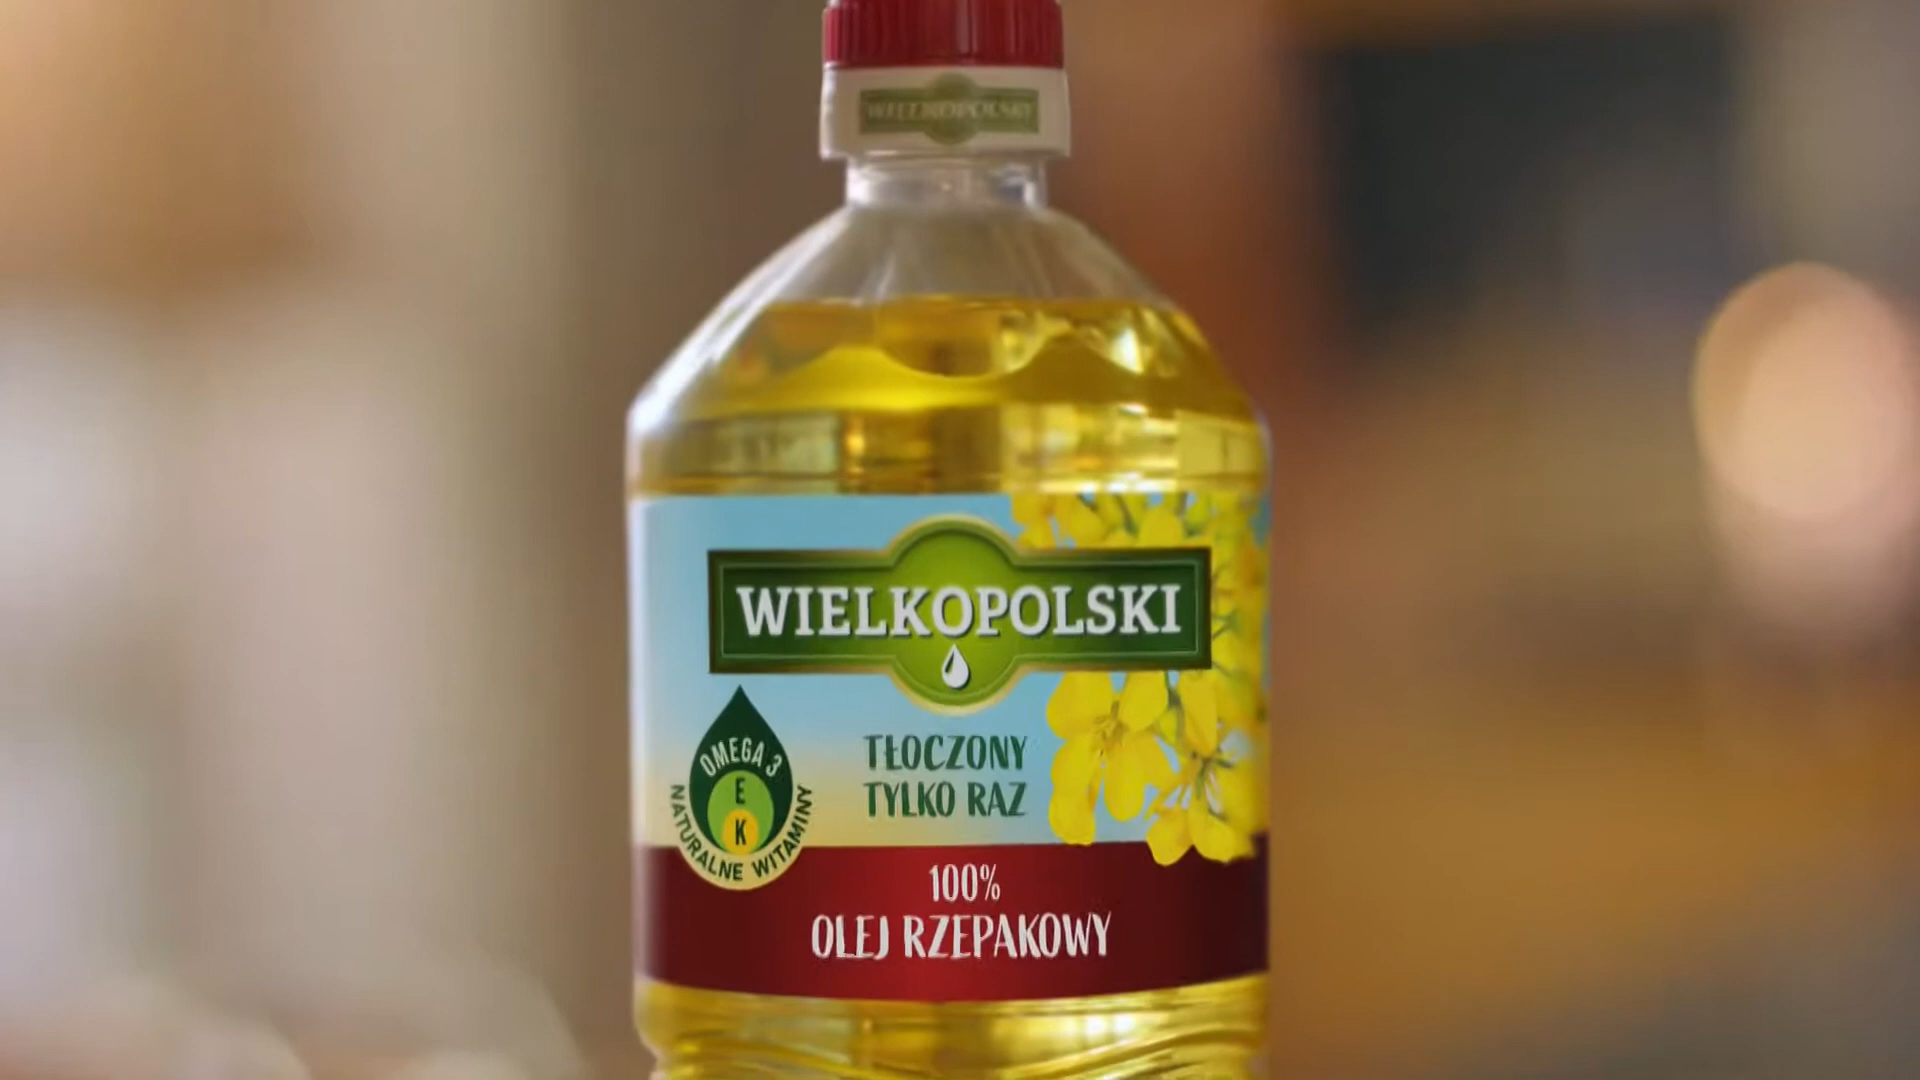 WIELKOPOLSKI
WIELKOPOLSKI
OMEGA 3
E
K
NATURALNE WITAMINY
TŁOCZONY
TYLKO RAZ
100%
OLEJ RZEPAKOWY